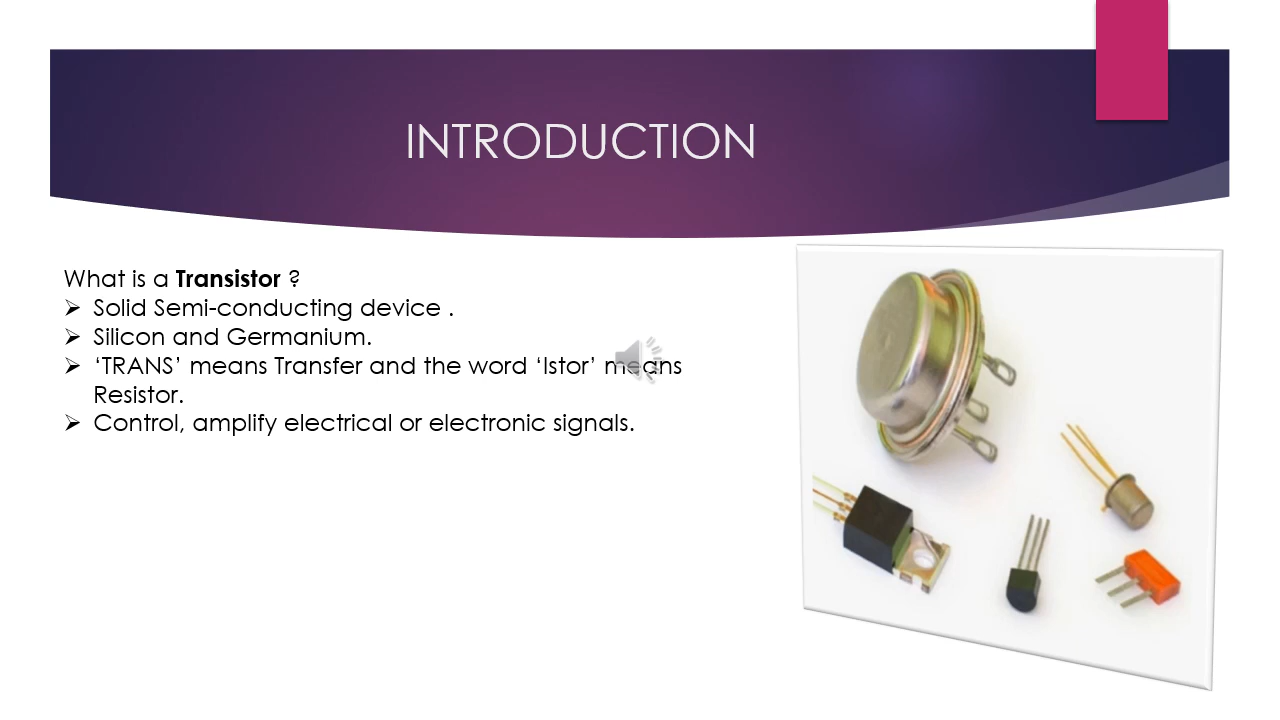 INTRODUCTION
What is a Transistor ?
➢ Solid Semi-conducting device .
➢ Silicon and Germanium.
➢ ‘TRANS’ means Transfer and the word ‘Istor’ means
Resistor.
➢ Control, amplify electrical or electronic signals.